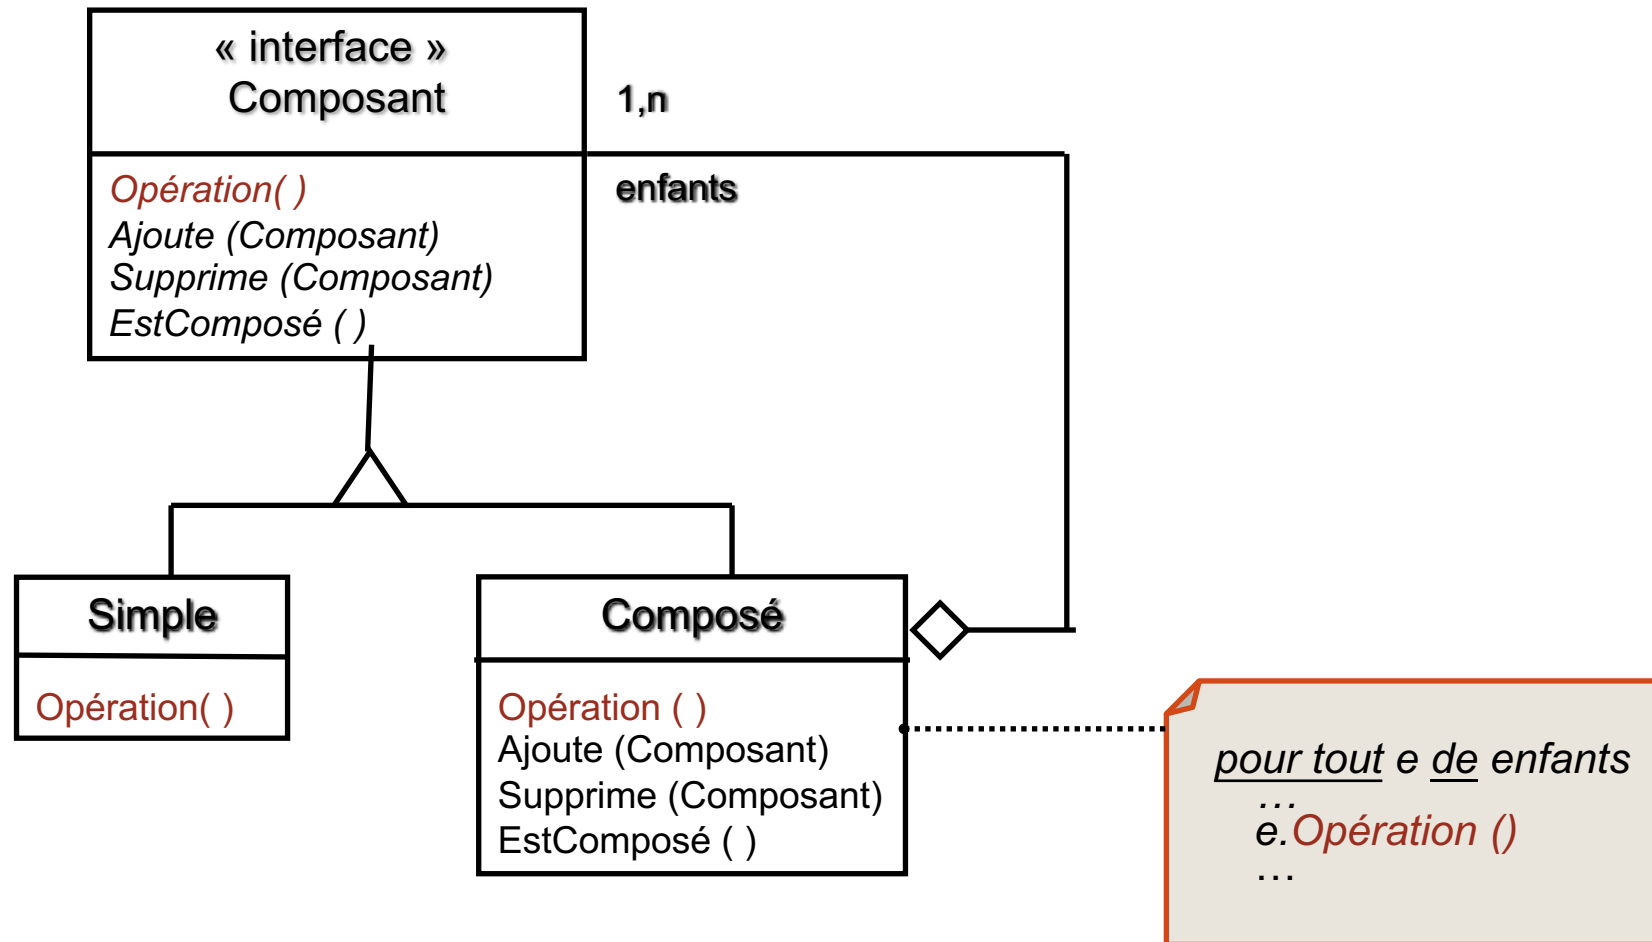 « interface »
Composant
1,n
Opération( )
Ajoute (Composant)
Supprime (Composant)
EstComposé ( )
enfants
Simple
Opération( )
Composé
Opération ( )
Ajoute (Composant)
Supprime (Composant)
EstComposé ( )
pour tout e de enfants
…
e.Opération ()
…